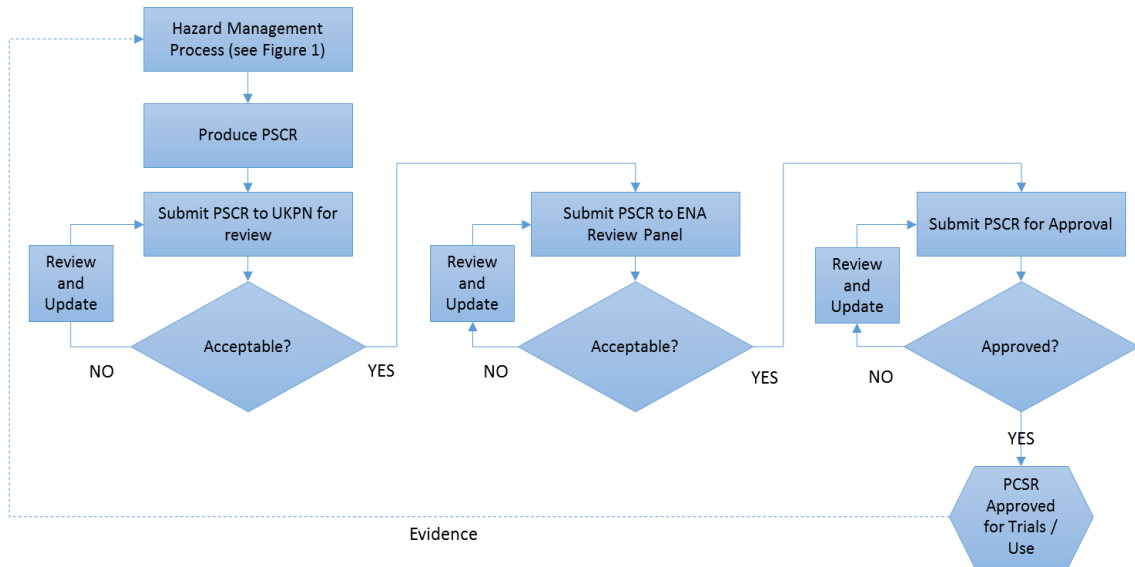 Hazard Management
Process (see Figure 1)
Produce PSCR
Submit PSCR to UKPN for
review
Review
and
Update
Acceptable?
NO
YES
Submit PSCR to ENA
Review Panel
Review
and
Update
Acceptable?
NO
YES
Submit PSCR for Approval
Review
and
Update
Approved?
NO
YES
PCSR
Approved
for Trials /
Use
Evidence